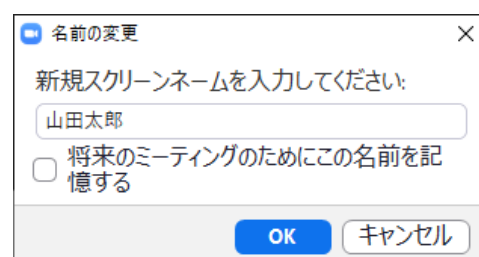 名前の変更
新規スクリーンネームを入力してください:
山田太郎
将来のミーティングのためにこの名前を記
憶する
OK キャンセル